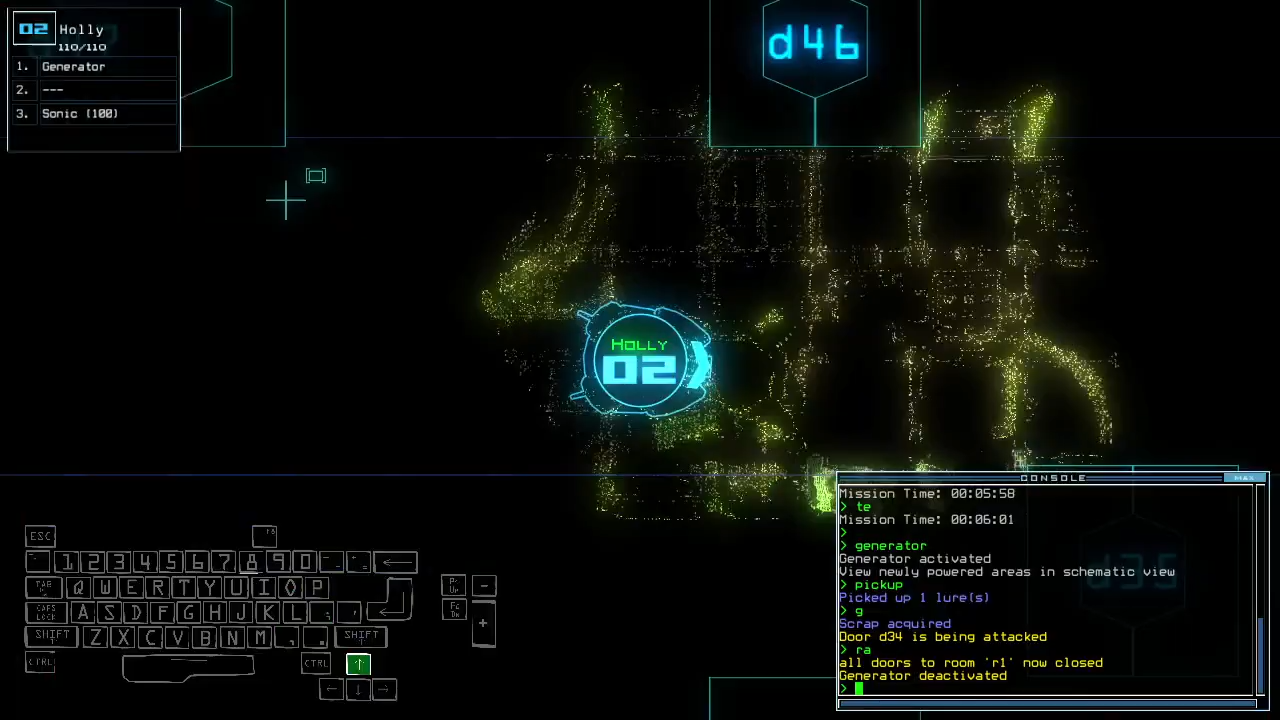 02 Holly
110/110
1. Generator
2. ---
3. Sonic (100)
d46
HOLLY
02
CONSOLE
Mission Time: 00:05:58
> te
Mission Time: 00:06:01
>
> generator
Generator activated
View newly powered areas in schematic view
> pickup
Picked up 1 lure(s)
> g
Scrap acquired
Door d34 is being attacked
> ra
all doors to room 'r1' now closed
Generator deactivated
>
d35
ESC
1 2 3 4 5 6 7 8 9 0
TAB Q W E R T Y U I O P
CAPS LOCK A S D F G H J K L ; '
SHIFT Z X C V B N M , . SHIFT
CTRL CTRL